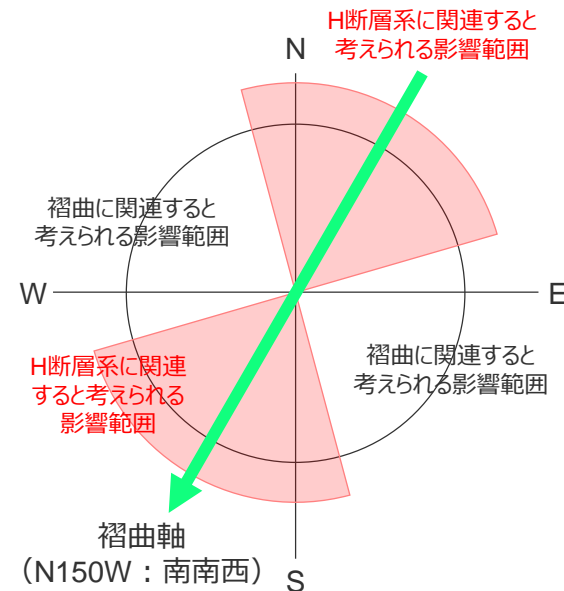 H断層系に関連すると
考えられる影響範囲
N
褶曲に関連すると
考えられる影響範囲
W
E
褶曲に関連すると
考えられる影響範囲
H断層系に関連
すると考えられる
影響範囲
褶曲軸
（N150W：南南西）
S